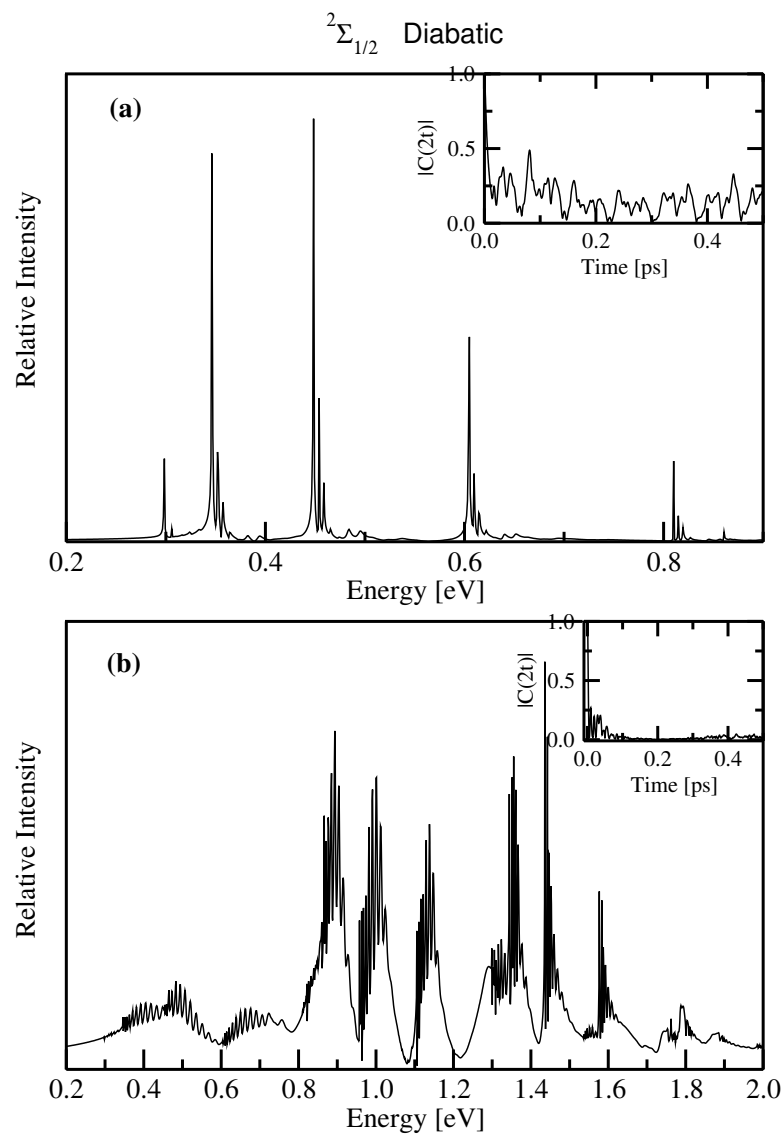 ²Σ₁/₂ Diabatic
(a)
1.0
0.5
0.0
|C(2t)|
0.0 0.2 0.4
Time [ps]
Relative Intensity
0.2 0.4 0.6 0.8
Energy [eV]
(b)
1.0
0.5
0.0
|C(2t)|
0.0 0.2 0.4
Time [ps]
Relative Intensity
0.2 0.4 0.6 0.8 1.0 1.2 1.4 1.6 1.8 2.0
Energy [eV]